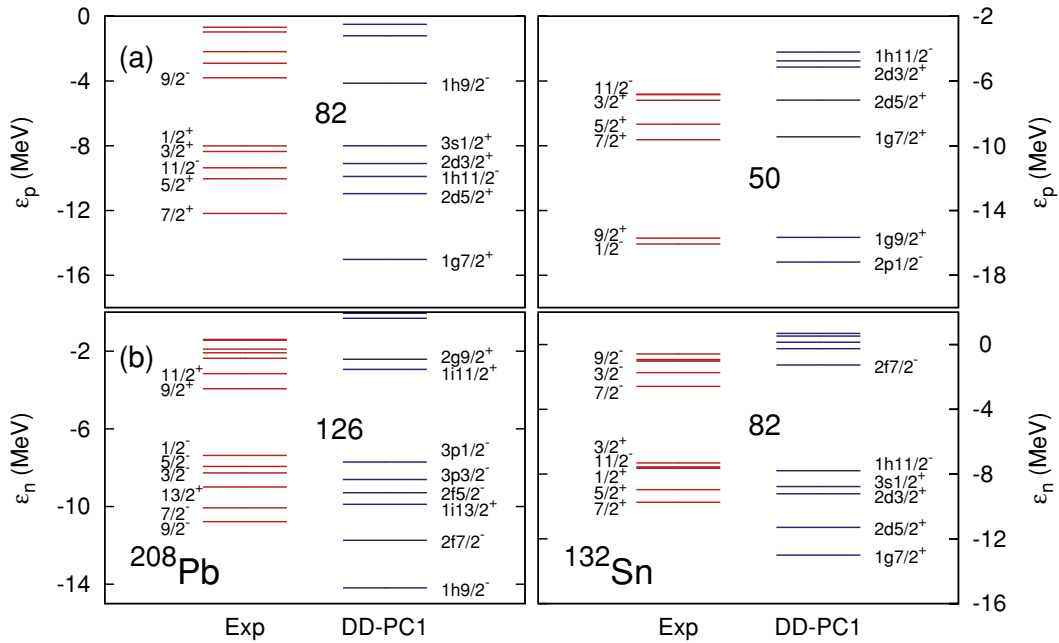 0
-4
-8
-12
-16
εp (MeV)
(a)
9/2⁻
1/2⁺
3/2⁺
11/2⁻
5/2⁺
7/2⁺
82
1h9/2⁻
3s1/2⁺
2d3/2⁺
1h11/2⁻
2d5/2⁺
1g7/2⁺
11/2⁻
3/2⁺
5/2⁺
7/2⁺
9/2⁺
1/2⁻
50
1h11/2⁻
2d3/2⁺
2d5/2⁺
1g7/2⁺
1g9/2⁺
2p1/2⁻
-2
-6
-10
-14
-18
εp (MeV)
-2
-6
-10
-14
εn (MeV)
(b)
11/2⁺
9/2⁺
1/2⁻
5/2⁻
3/2⁻
13/2⁺
7/2⁻
9/2⁻
126
2g9/2⁺
1i11/2⁺
3p1/2⁻
3p3/2⁻
2f5/2⁻
1i13/2⁺
2f7/2⁻
1h9/2⁻
²⁰⁸Pb
9/2⁻
3/2⁻
7/2⁻
3/2⁺
11/2⁻
1/2⁺
5/2⁺
7/2⁺
82
2f7/2⁻
1h11/2⁻
3s1/2⁺
2d3/2⁺
2d5/2⁺
1g7/2⁺
¹³²Sn
0
-4
-8
-12
-16
εn (MeV)
Exp
DD-PC1
Exp
DD-PC1